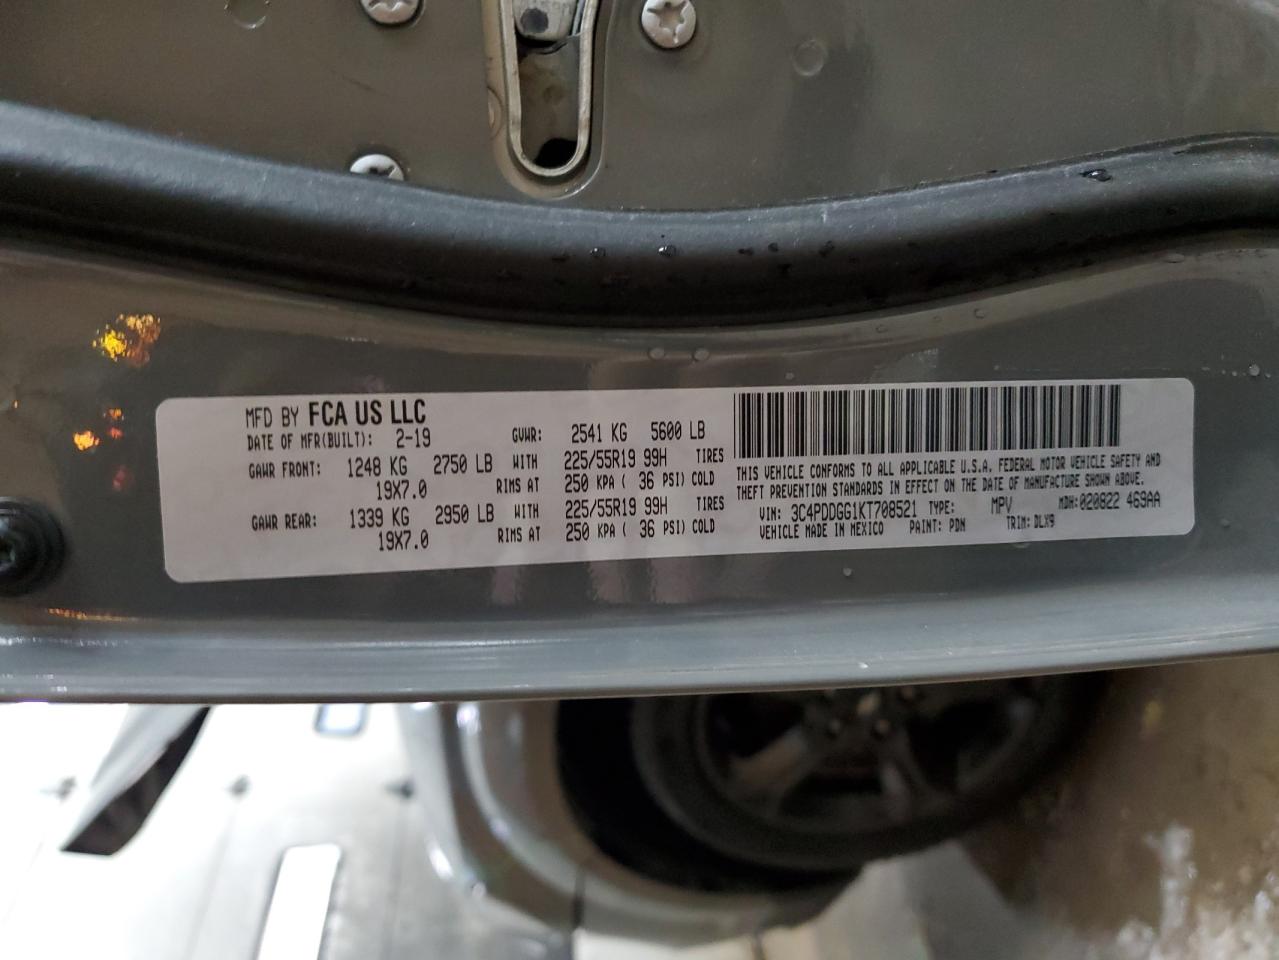 MFD BY FCA US LLC
DATE OF MFR(BUILT): 2-19 GVWR: 2541 KG 5600 LB
GAWR FRONT: 1248 KG 2750 LB WITH 225/55R19 99H TIRES
19X7.0 RIMS AT 250 KPA ( 36 PSI) COLD
GAWR REAR: 1339 KG 2950 LB WITH 225/55R19 99H TIRES
19X7.0 RIMS AT 250 KPA ( 36 PSI) COLD
THIS VEHICLE CONFORMS TO ALL APPLICABLE U.S.A. FEDERAL MOTOR VEHICLE SAFETY AND
THEFT PREVENTION STANDARDS IN EFFECT ON THE DATE OF MANUFACTURE SHOWN ABOVE.
VIN: 3C4PDDGG1KT708521 TYPE: MPV MDH:020822 469AA
VEHICLE MADE IN MEXICO PAINT: PDN TRIM: DLX9